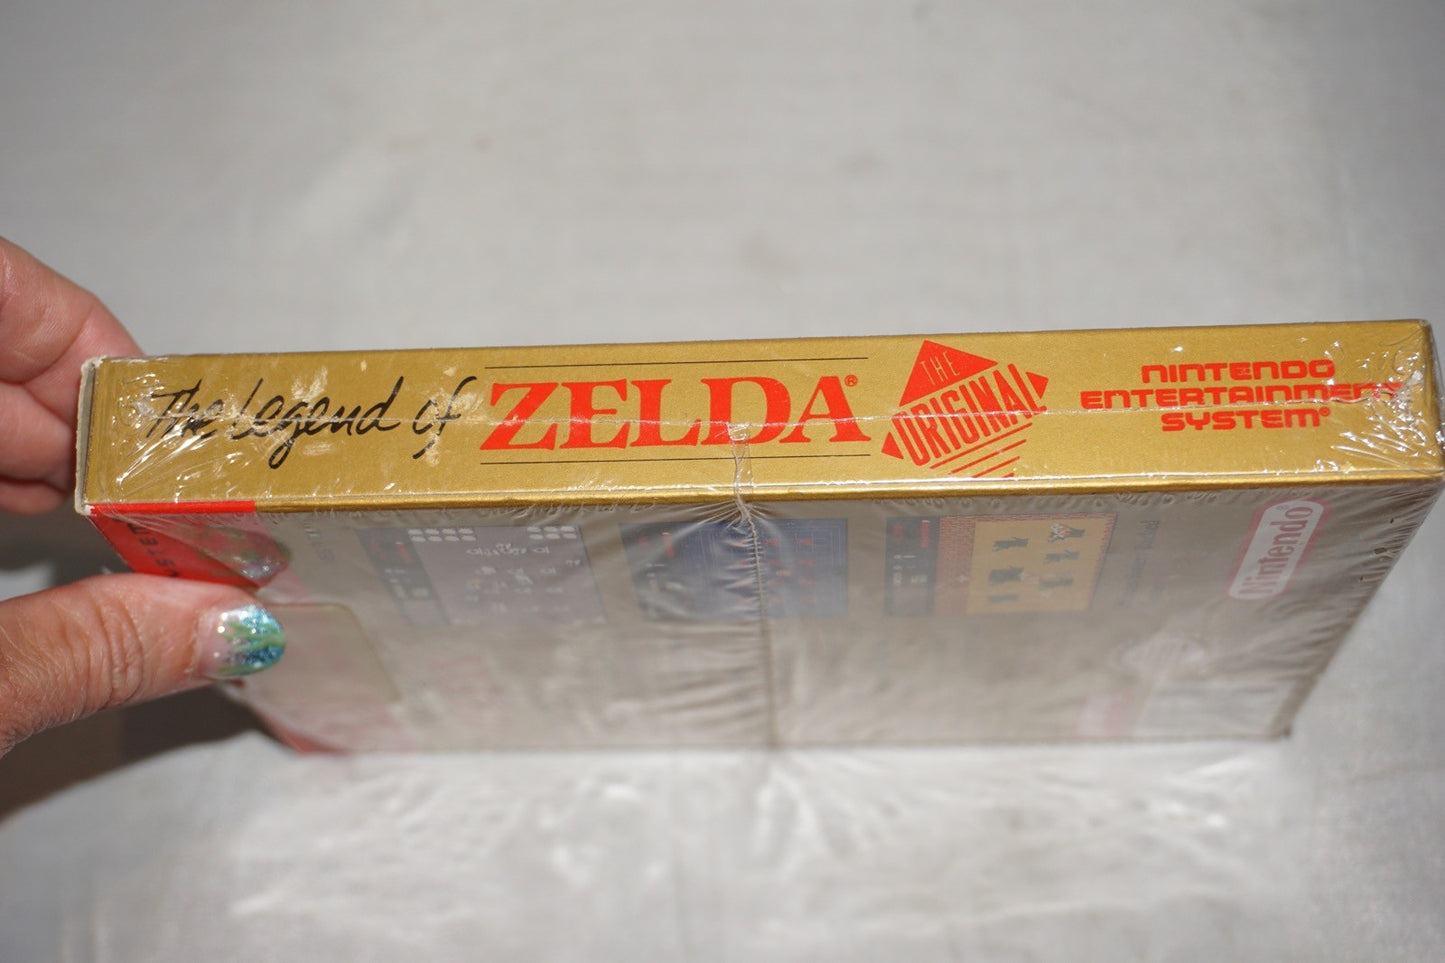 The Legend of
ZELDA®
THE
ORIGINAL
NINTENDO
ENTERTAINMENT
SYSTEM®
Nintendo